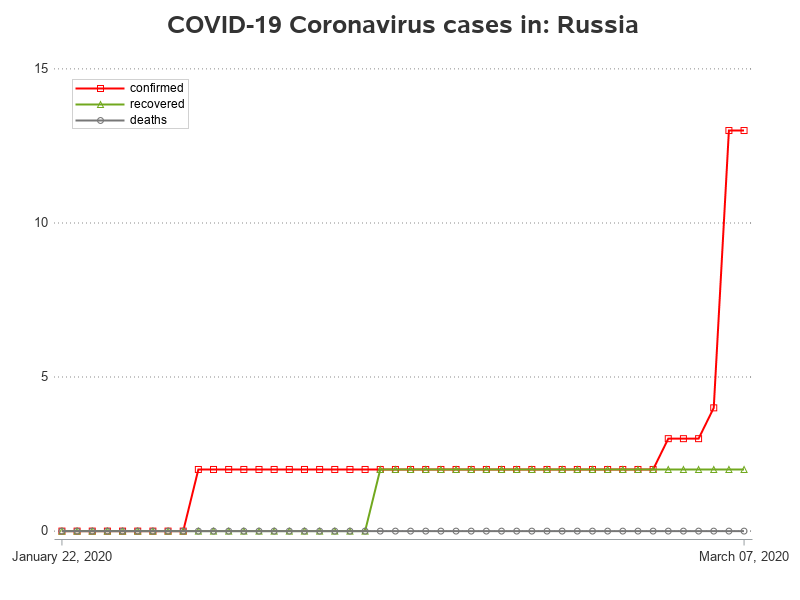 COVID-19 Coronavirus cases in: Russia
15
confirmed
recovered
deaths
10
5
0
January 22, 2020
March 07, 2020